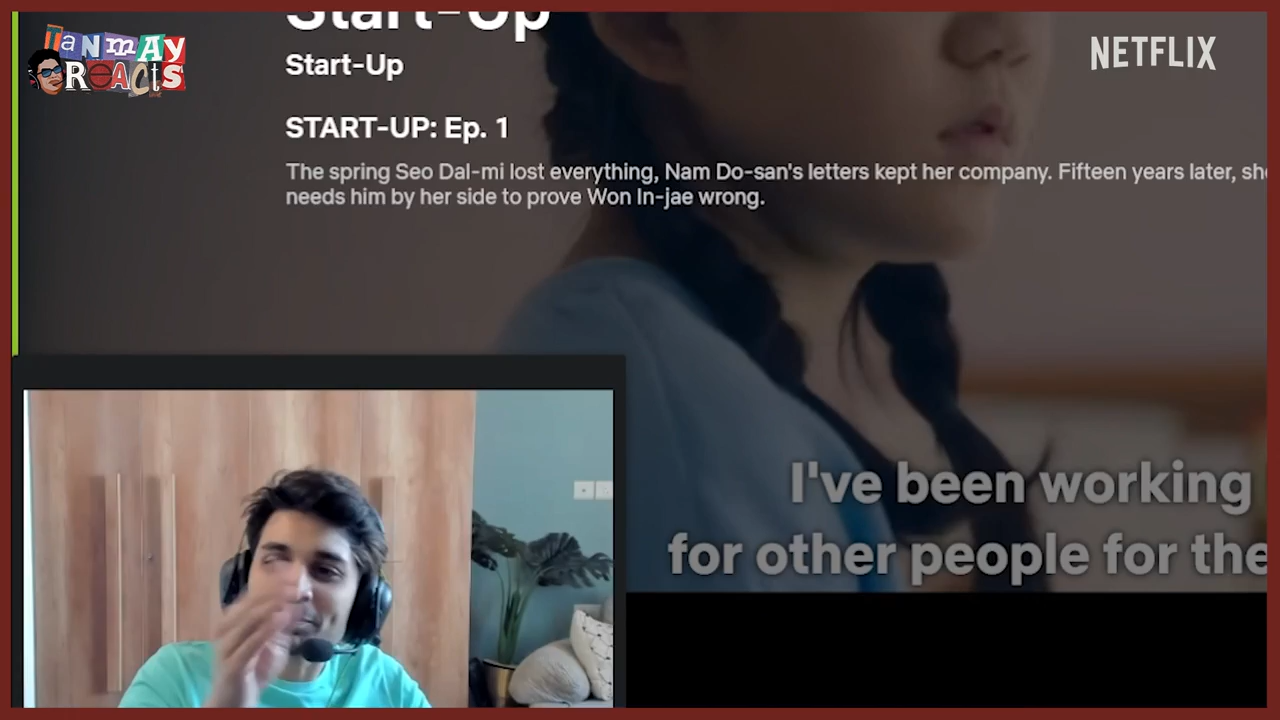 TANMAY
REACTS
Start-Up
NETFLIX
Start-Up
START-UP: Ep. 1
The spring Seo Dal-mi lost everything, Nam Do-san's letters kept her company. Fifteen years later, she
needs him by her side to prove Won In-jae wrong.
I've been working
for other people for the